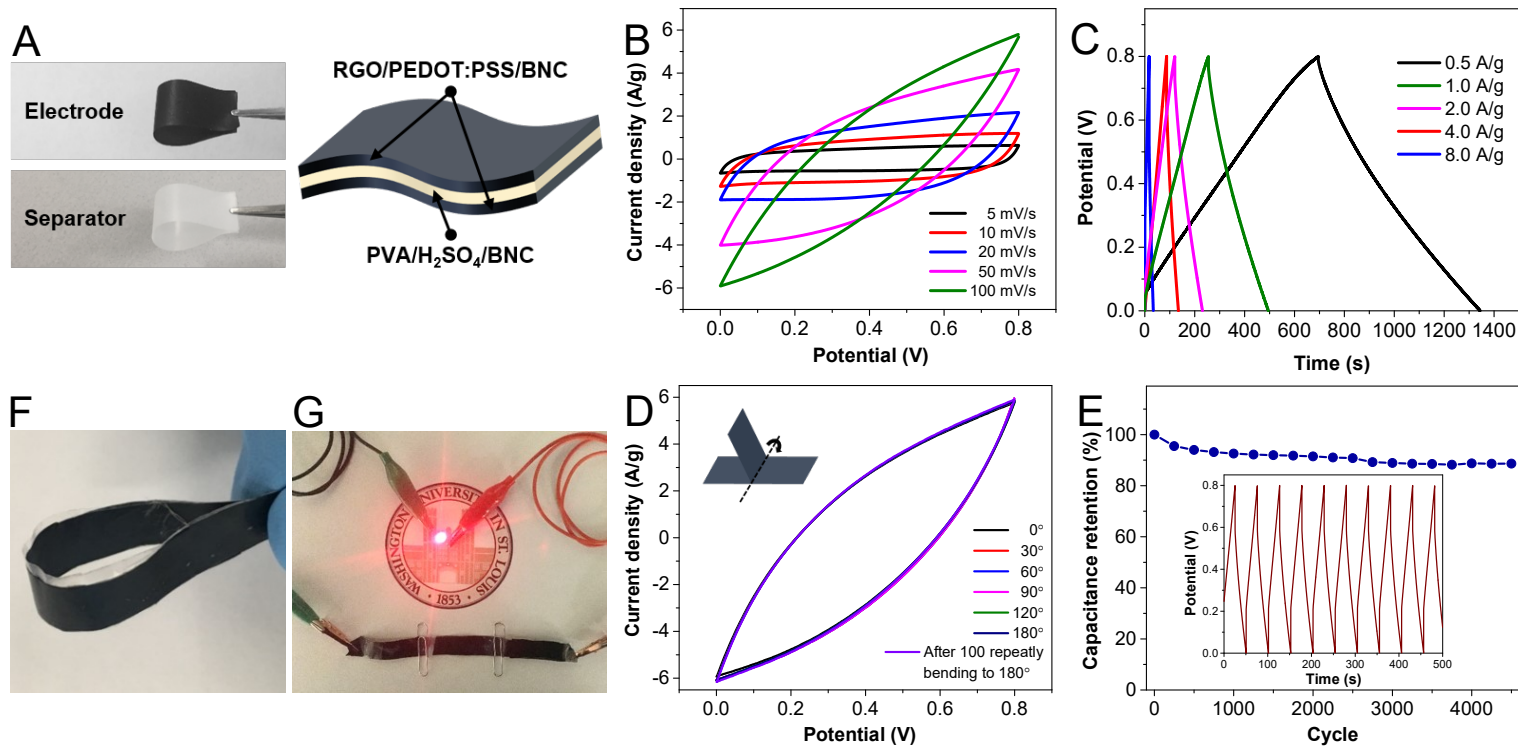 A
Electrode
Separator
RGO/PEDOT:PSS/BNC
PVA/H₂SO₄/BNC
B
Current density (A/g)
6
4
2
0
-2
-4
-6
0.0 0.2 0.4 0.6 0.8
Potential (V)
5 mV/s
10 mV/s
20 mV/s
50 mV/s
100 mV/s
C
Potential (V)
0.8
0.6
0.4
0.2
0.0
0 200 400 600 800 1000 1200 1400
Time (s)
0.5 A/g
1.0 A/g
2.0 A/g
4.0 A/g
8.0 A/g
F
G
WASHINGTON UNIVERSITY IN ST. LOUIS
• 1853 •
D
Current density (A/g)
6
4
2
0
-2
-4
-6
0.0 0.2 0.4 0.6 0.8
Potential (V)
0°
30°
60°
90°
120°
180°
After 100 repeatly
bending to 180°
E
Capacitance retention (%)
100
80
60
40
20
0
0 1000 2000 3000 4000
Cycle
Potential (V)
0.8
0.6
0.4
0.2
0.0
0 100 200 300 400 500
Time (s)